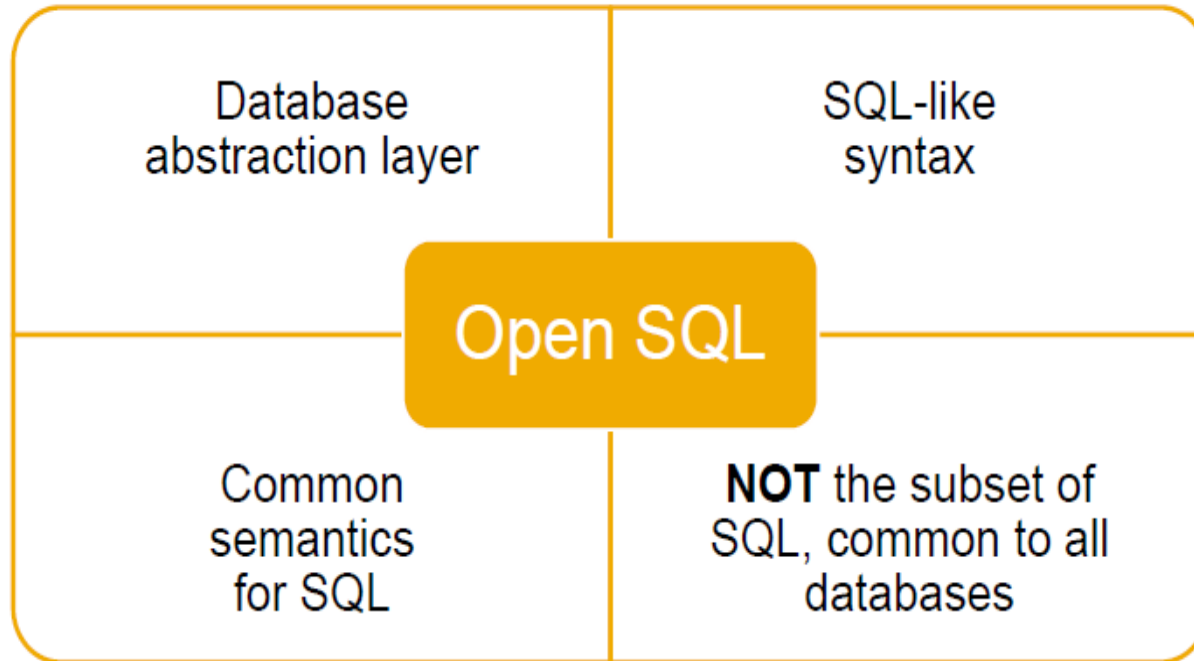 Database
abstraction layer
SQL-like
syntax
Open SQL
Common
semantics
for SQL
NOT the subset of
SQL, common to all
databases